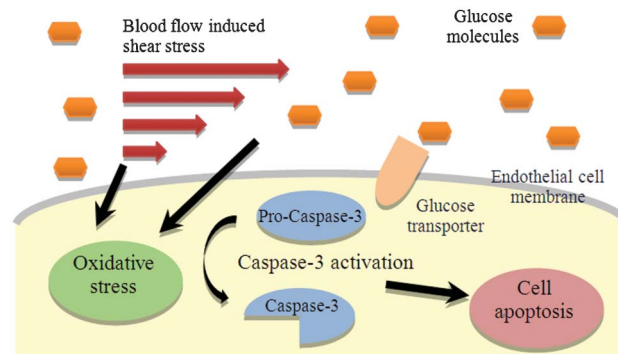 Blood flow induced
shear stress
Glucose
molecules
Endothelial cell
membrane
Glucose
transporter
Pro-Caspase-3
Oxidative
stress
Caspase-3 activation
Caspase-3
Cell
apoptosis